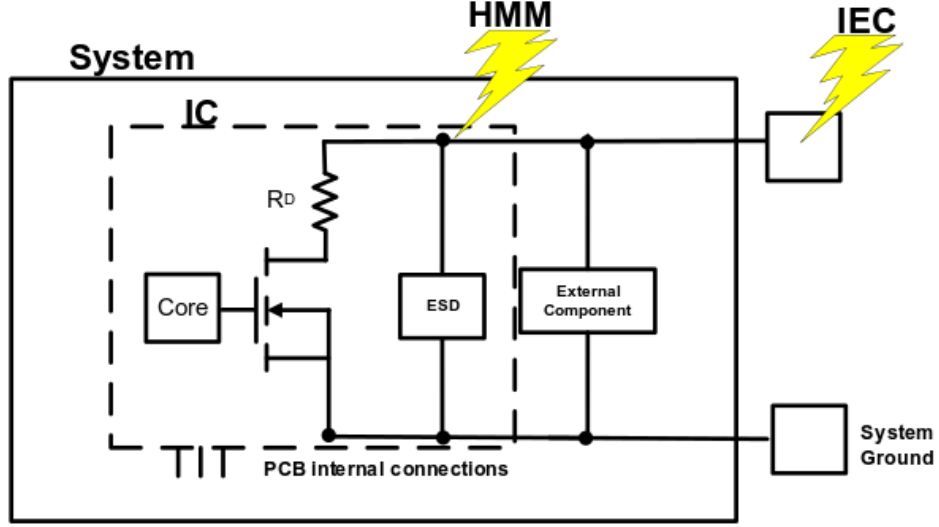 HMM
IEC
System
IC
RD
Core
ESD
External
Component
System
Ground
PCB internal connections